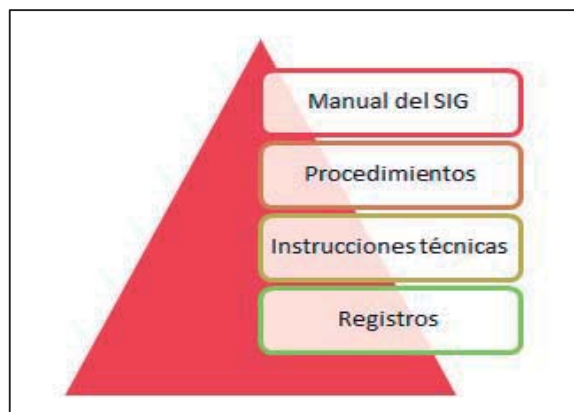 Manual del SIG
Procedimientos
Instrucciones técnicas
Registros